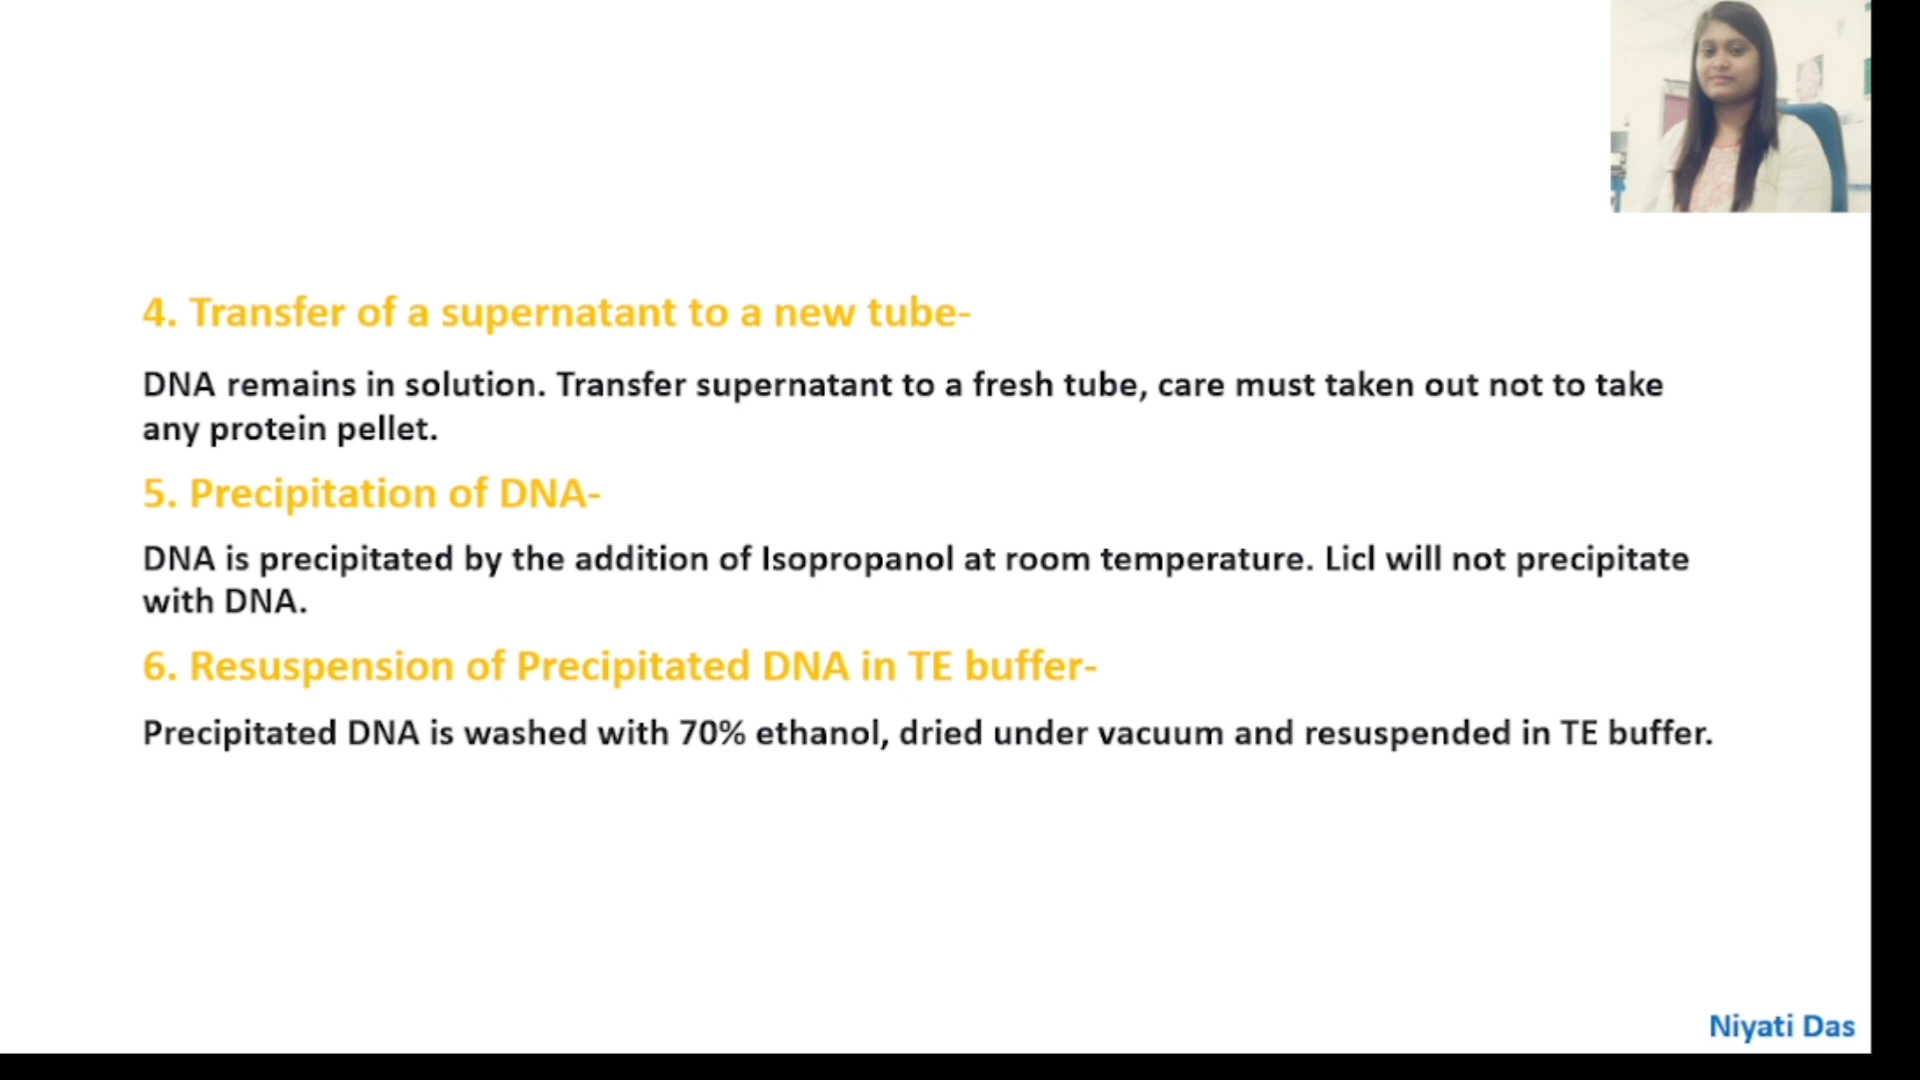 4. Transfer of a supernatant to a new tube-
DNA remains in solution. Transfer supernatant to a fresh tube, care must taken out not to take
any protein pellet.
5. Precipitation of DNA-
DNA is precipitated by the addition of Isopropanol at room temperature. Licl will not precipitate
with DNA.
6. Resuspension of Precipitated DNA in TE buffer-
Precipitated DNA is washed with 70% ethanol, dried under vacuum and resuspended in TE buffer.
Niyati Das